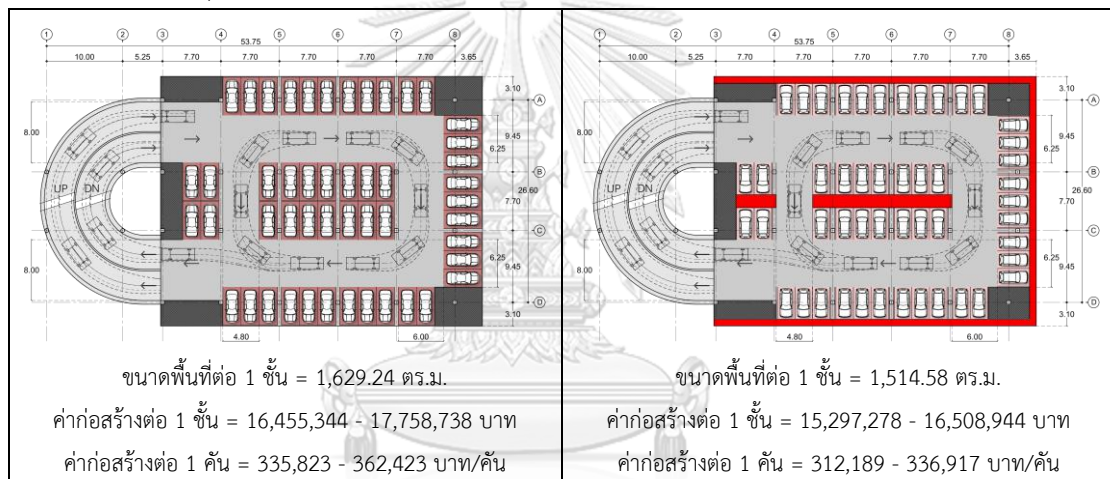 1 2 3 4 5 6 7 8
53.75
10.00 5.25 7.70 7.70 7.70 7.70 7.70 3.65
3.10
A
8.00
9.45
6.25
B
UP DN
26.60
7.70
C
6.25
8.00
9.45
D
3.10
4.80 6.00
ขนาดพื้นที่ต่อ 1 ชั้น = 1,629.24 ตร.ม.
ค่าก่อสร้างต่อ 1 ชั้น = 16,455,344 - 17,758,738 บาท
ค่าก่อสร้างต่อ 1 คัน = 335,823 - 362,423 บาท/คัน
1 2 3 4 5 6 7 8
53.75
10.00 5.25 7.70 7.70 7.70 7.70 7.70 3.65
3.10
A
8.00
9.45
6.25
B
UP DN
26.60
7.70
C
6.25
8.00
9.45
D
3.10
4.80 6.00
ขนาดพื้นที่ต่อ 1 ชั้น = 1,514.58 ตร.ม.
ค่าก่อสร้างต่อ 1 ชั้น = 15,297,278 - 16,508,944 บาท
ค่าก่อสร้างต่อ 1 คัน = 312,189 - 336,917 บาท/คัน